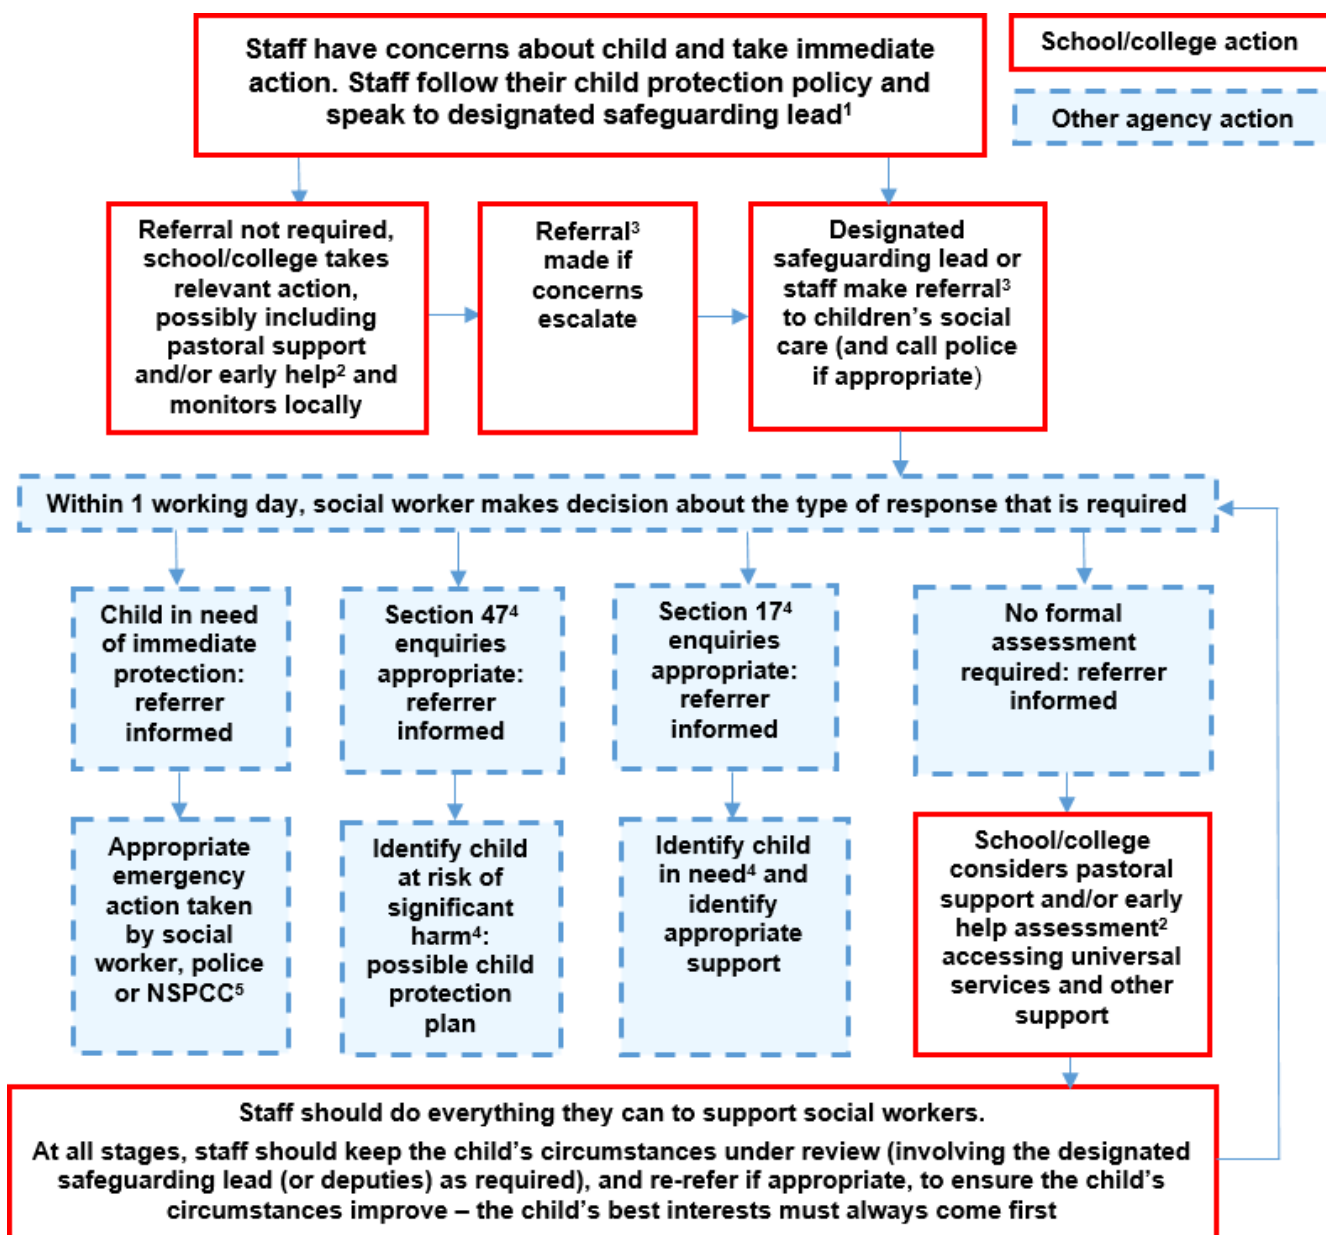 Staff have concerns about child and take immediate
action. Staff follow their child protection policy and
speak to designated safeguarding lead¹
School/college action
Other agency action
Referral not required,
school/college takes
relevant action,
possibly including
pastoral support
and/or early help² and
monitors locally
Referral³
made if
concerns
escalate
Designated
safeguarding lead or
staff make referral³
to children’s social
care (and call police
if appropriate)
Within 1 working day, social worker makes decision about the type of response that is required
Child in need
of immediate
protection:
referrer
informed
Section 47⁴
enquiries
appropriate:
referrer
informed
Section 17⁴
enquiries
appropriate:
referrer
informed
No formal
assessment
required: referrer
informed
Appropriate
emergency
action taken
by social
worker, police
or NSPCC⁵
Identify child
at risk of
significant
harm⁴:
possible child
protection
plan
Identify child
in need⁴ and
identify
appropriate
support
School/college
considers pastoral
support and/or early
help assessment²
accessing universal
services and other
support
Staff should do everything they can to support social workers.
At all stages, staff should keep the child’s circumstances under review (involving the designated
safeguarding lead (or deputies) as required), and re-refer if appropriate, to ensure the child’s
circumstances improve – the child’s best interests must always come first